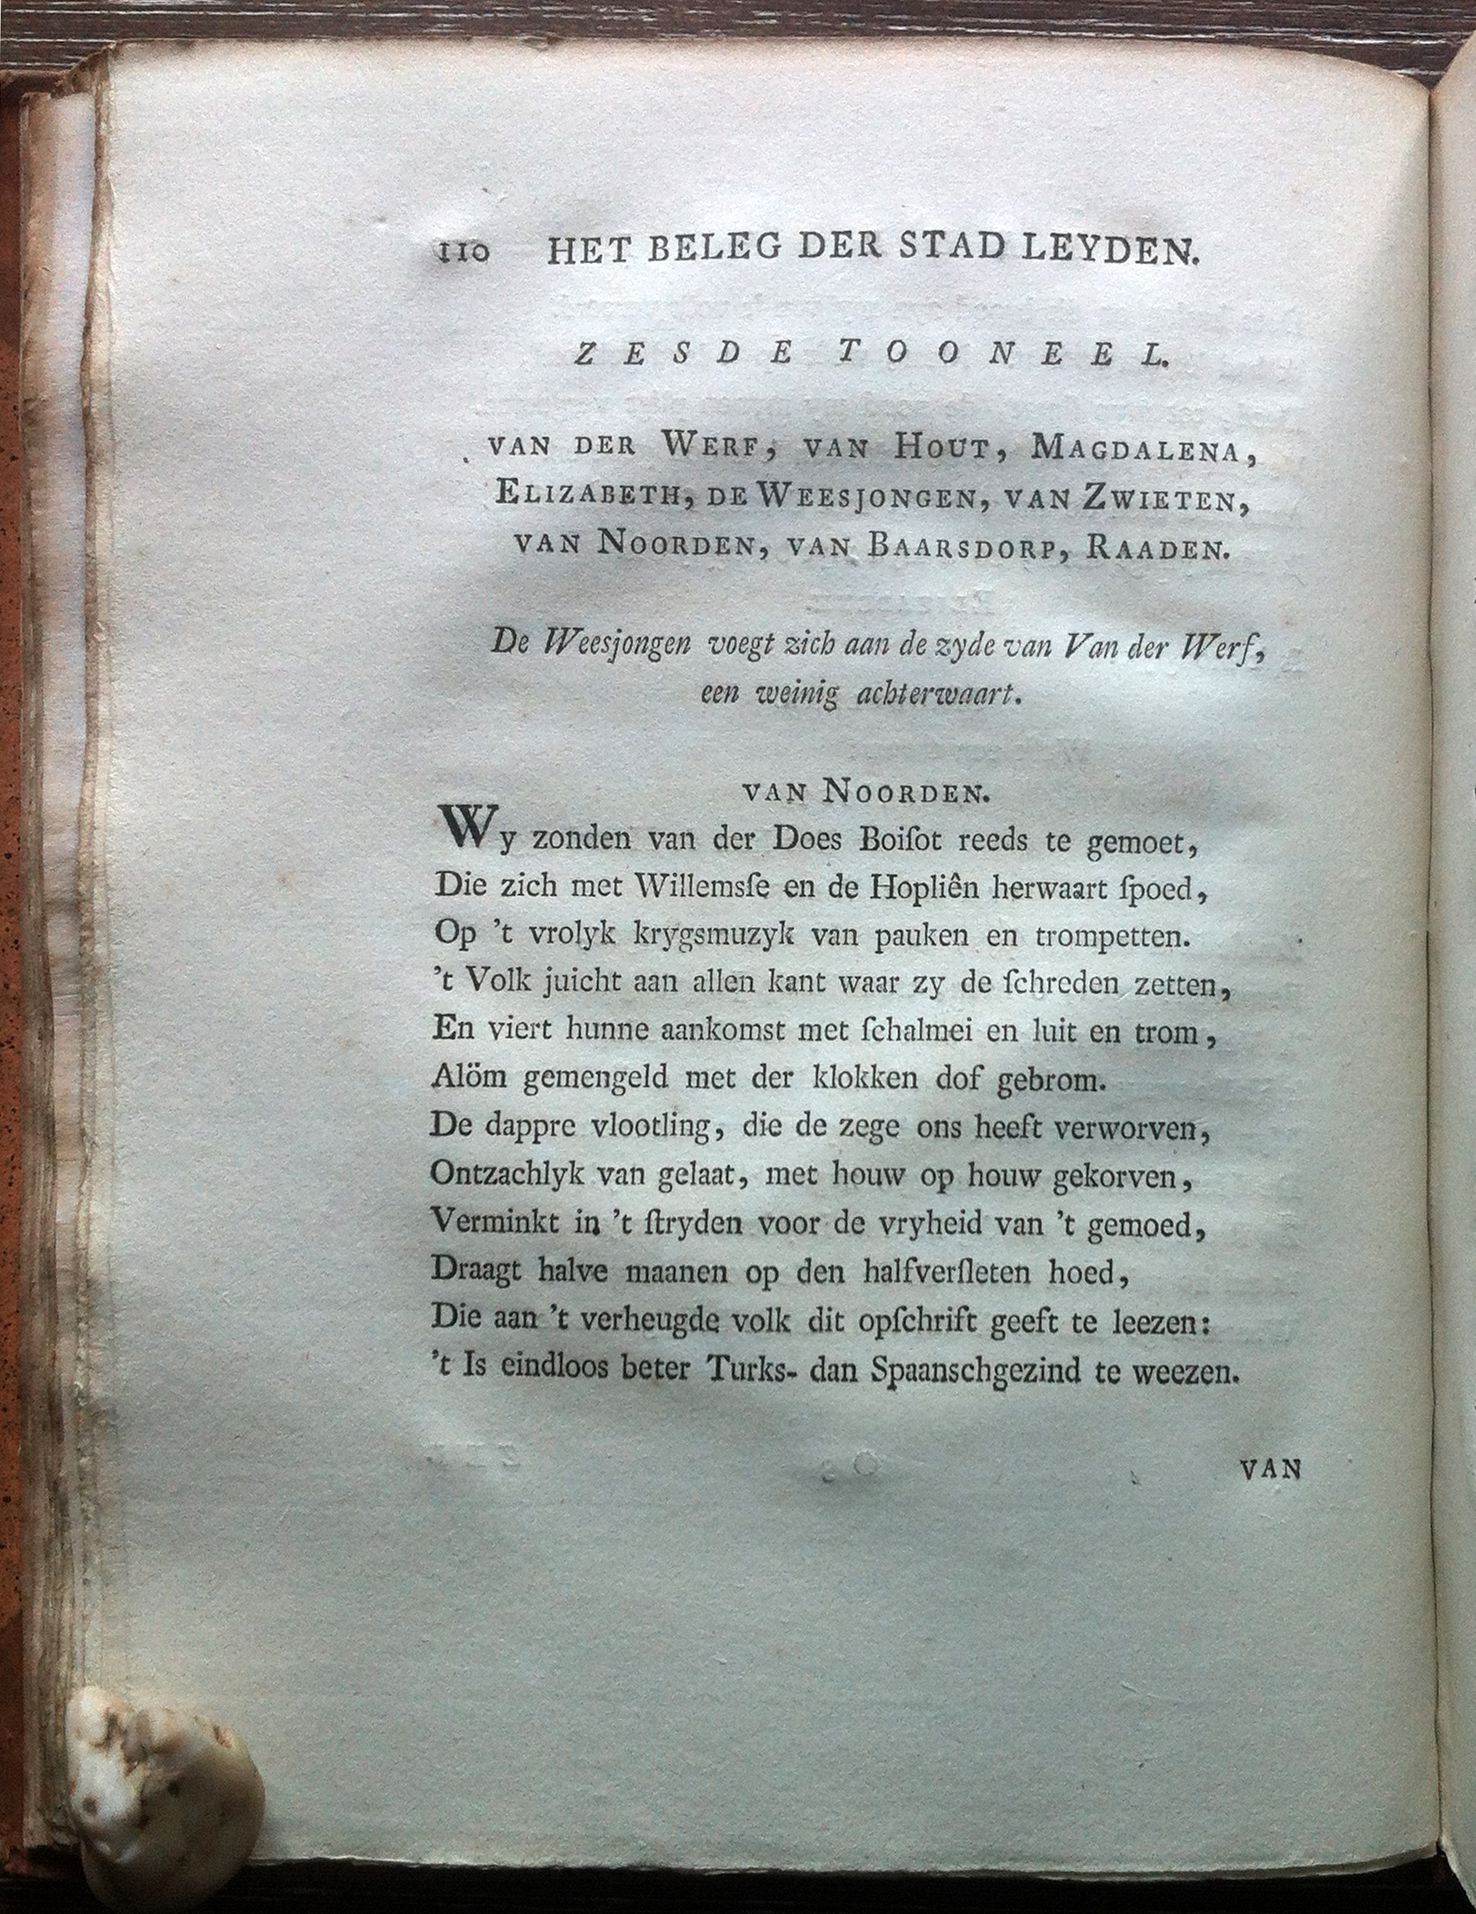 110 HET BELEG DER STAD LEYDEN.
ZESDE TOONEEL.
VAN DER WERF, VAN HOUT, MAGDALENA,
ELIZABETH, DE WEESJONGEN, VAN ZWIETEN,
VAN NOORDEN, VAN BAARSDORP, RAADEN.
De Weesjongen voegt zich aan de zyde van Van der Werf,
een weinig achterwaart.
VAN NOORDEN.
Wy zonden van der Does Boiſot reeds te gemoet,
Die zich met Willemsſe en de Hopliên herwaart ſpoed,
Op 't vrolyk krygsmuzyk van pauken en trompetten.
't Volk juicht aan allen kant waar zy de ſchreden zetten,
En viert hunne aankomst met ſchalmei en luit en trom,
Alöm gemengeld met der klokken dof gebrom.
De dappre vlootling, die de zege ons heeft verworven,
Ontzachlyk van gelaat, met houw op houw gekorven,
Verminkt in 't ſtryden voor de vryheid van 't gemoed,
Draagt halve maanen op den halfverſleten hoed,
Die aan 't verheugde volk dit opſchrift geeft te leezen:
't Is eindloos beter Turks- dan Spaanschgezind te weezen.
VAN